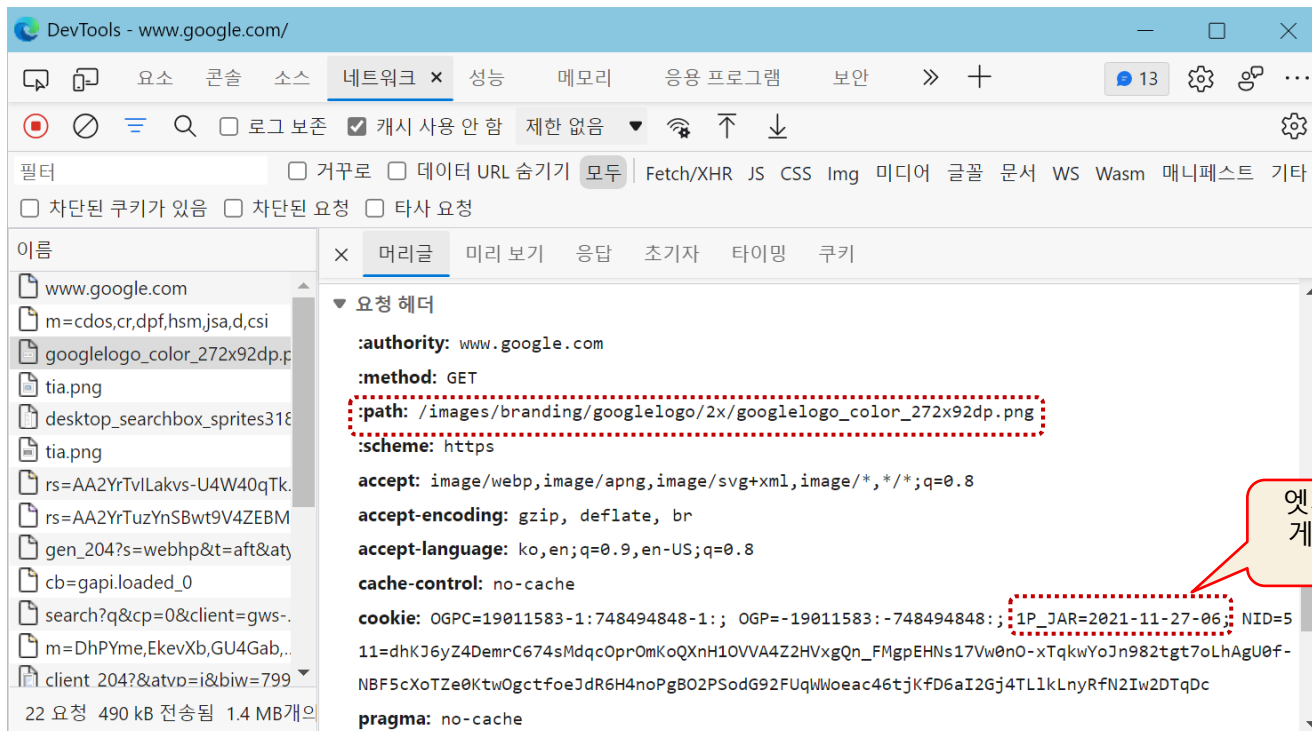 DevTools - www.google.com/
요소 콘솔 소스 네트워크 × 성능 메모리 응용 프로그램 보안 13
로그 보존 캐시 사용 안 함 제한 없음
필터 거꾸로 데이터 URL 숨기기 모두 Fetch/XHR JS CSS Img 미디어 글꼴 문서 WS Wasm 매니페스트 기타
차단된 쿠키가 있음 차단된 요청 타사 요청
이름
www.google.com
m=cdos,cr,dpf,hsm,jsa,d,csi
googlelogo_color_272x92dp.p
tia.png
desktop_searchbox_sprites318
tia.png
rs=AA2YrTvILakvs-U4W40qTk.
rs=AA2YrTuzYnSBwt9V4ZEBM
gen_204?s=webhp&t=aft&aty
cb=gapi.loaded_0
search?q&cp=0&client=gws-.
m=DhPYme,EkevXb,GU4Gab,..
client_204?&atyp=i&biw=799
22 요청 490 kB 전송됨 1.4 MB개의
머리글 미리 보기 응답 초기자 타이밍 쿠키
요청 헤더
:authority: www.google.com
:method: GET
:path: /images/branding/googlelogo/2x/googlelogo_color_272x92dp.png
:scheme: https
accept: image/webp,image/apng,image/svg+xml,image/*,*/*;q=0.8
accept-encoding: gzip, deflate, br
accept-language: ko,en;q=0.9,en-US;q=0.8
cache-control: no-cache
cookie: OGPC=19011583-1:748494848-1:; OGP=-19011583:-748494848:; 1P_JAR=2021-11-27-06; NID=5
11=dhKJ6yZ4DemrC674sMdqcOprOmKoQXnH1OVVA4Z2HVxgQn_FMgpEHNs17Vw0nO-xTqkwYoJn982tgt7oLhAgU0f-
NBF5cXoTZe0KtwOgctfoeJdR6H4noPgBO2PSodG92FUqWWoeac46tjKfD6aI2Gj4TLlkLnyRfN2Iw2DTqDc
pragma: no-cache
엣
게